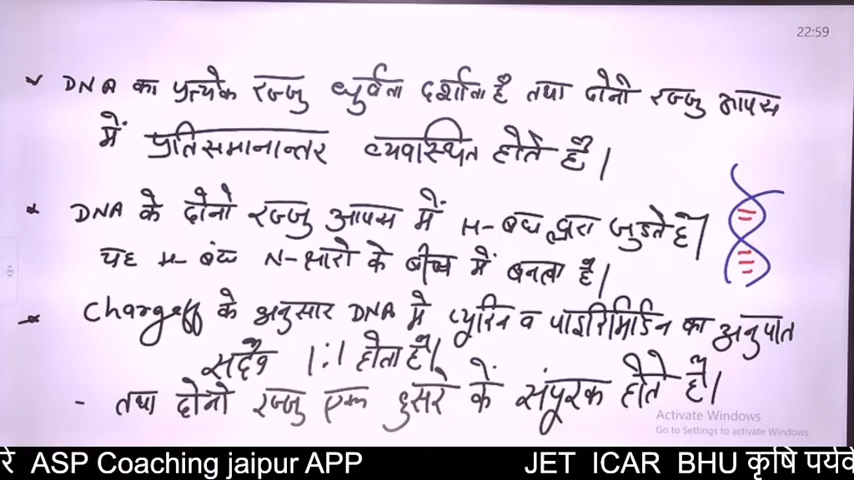 22:59
DNA का प्रत्येक रज्जु ध्रुवता दर्शाता है तथा दोनो रज्जु आपस
में प्रतिसमानान्तर व्यवास्थित होते है।
DNA के दोनो रज्जु आपस में H-बंध द्वारा जुडते है।
यह H-बंध N-क्षारो के बीच में बनता है।
Chargaff के अनुसार DNA में प्यूरिन व पाइरिमिडिन का अनुपात
सदैव 1:1 होता है।
- तथा दोनो रज्जु एक दुसरे के संपूरक होते है।
Activate Windows
Go to Settings to activate Windows.
रे ASP Coaching jaipur APP JET ICAR BHU कृषि पर्यवे